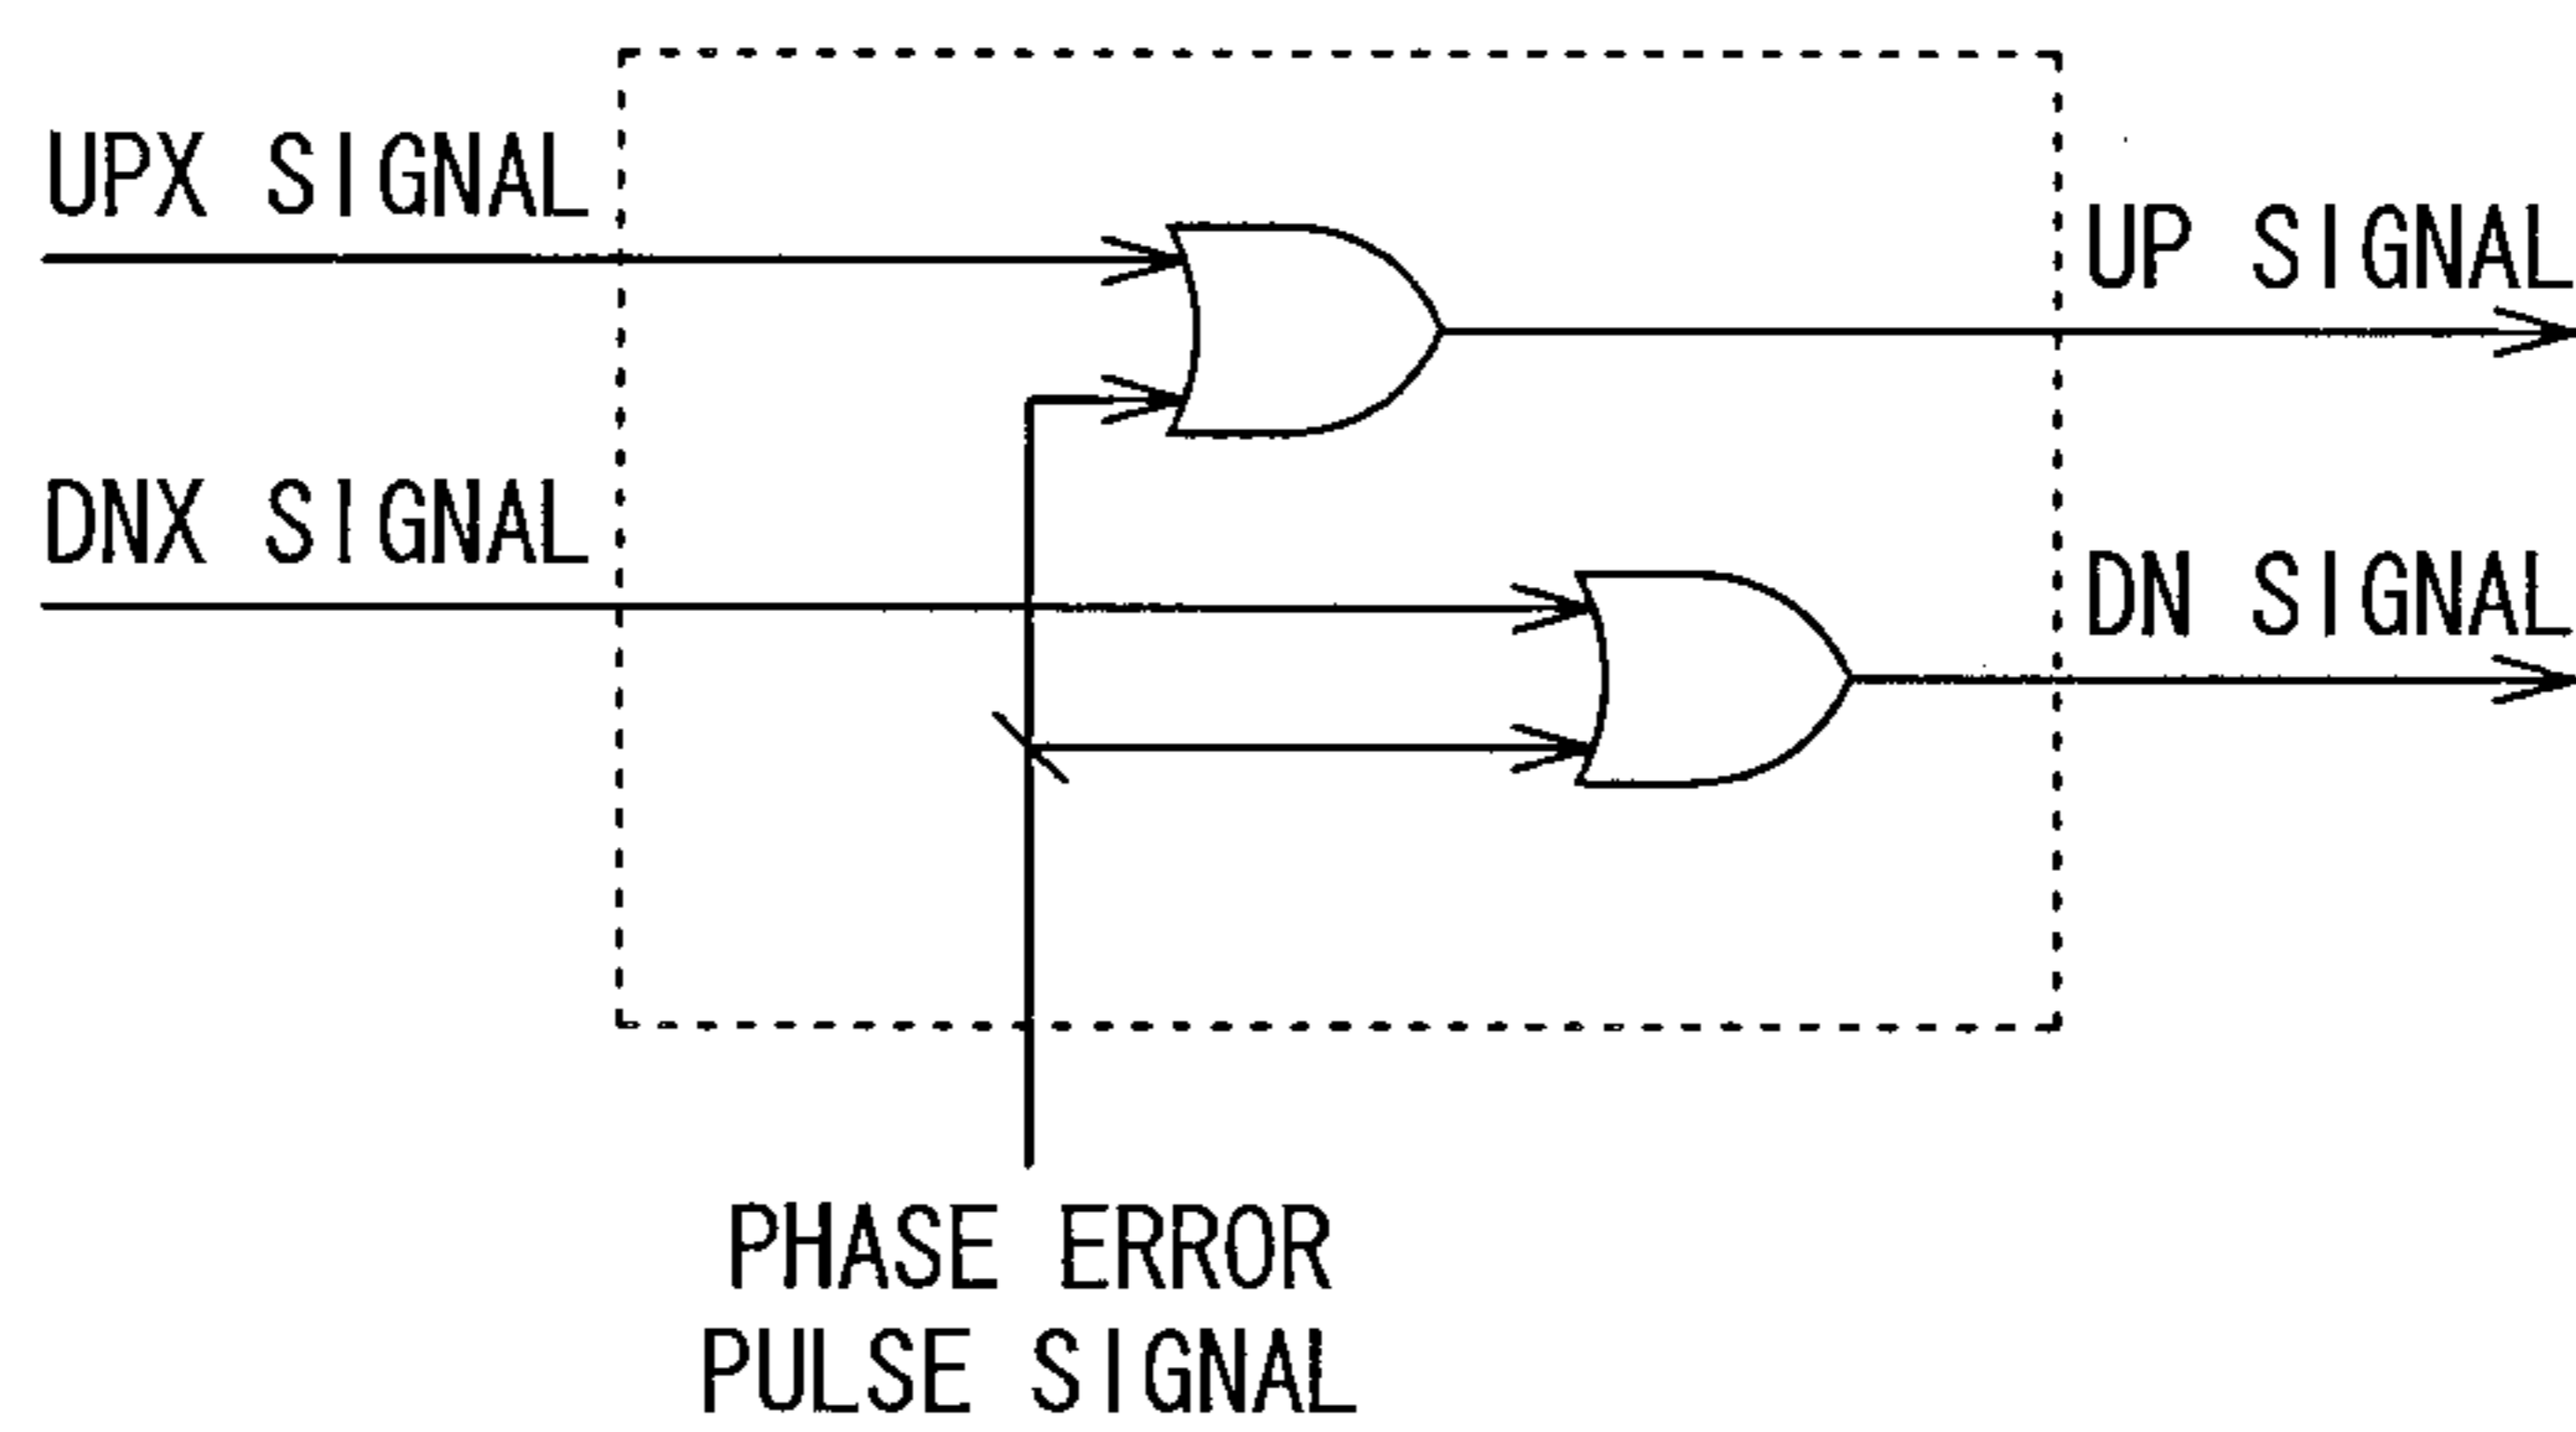 UPX SIGNAL
UP SIGNAL
DNX SIGNAL
DN SIGNAL
PHASE ERROR
PULSE SIGNAL